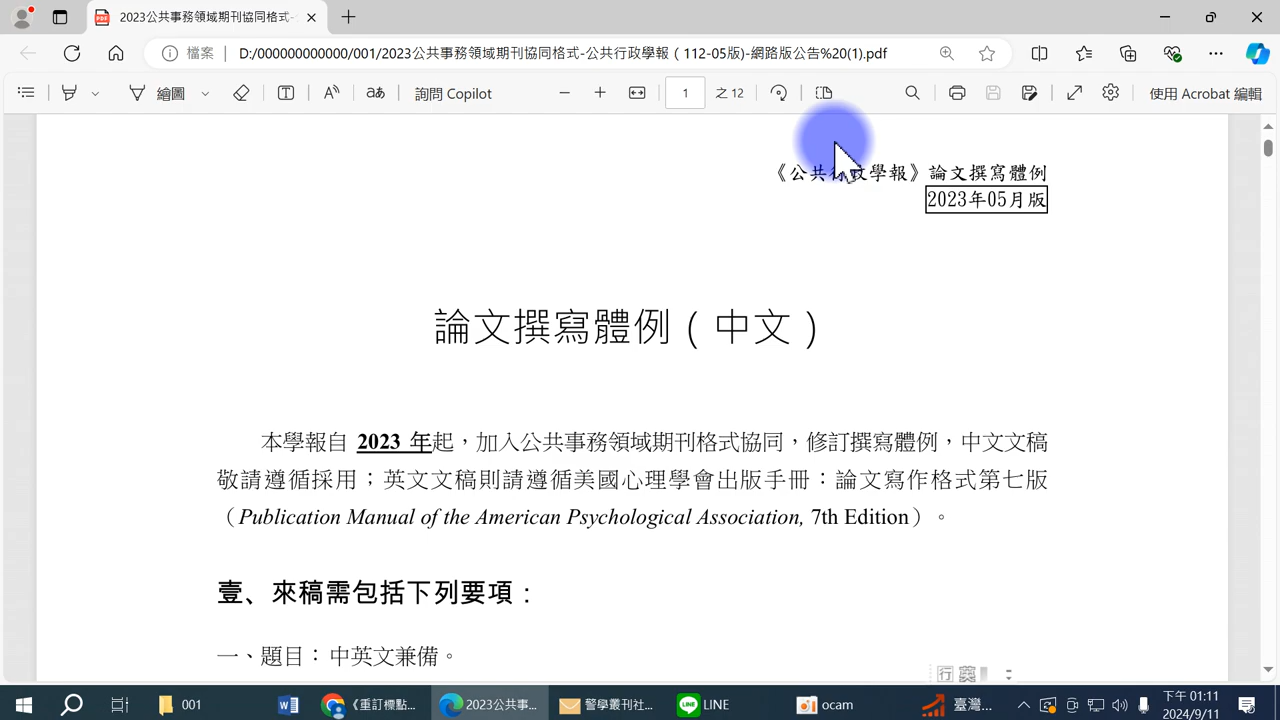 2023公共事務領域期刊協同格式-
檔案
D:/000000000000/001/2023公共事務領域期刊協同格式-公共行政學報（112-05版)-網路版公告%20(1).pdf
繪圖
詢問 Copilot
1
之 12
使用 Acrobat 編輯
《公共行政學報》論文撰寫體例
2023年05月版
論文撰寫體例（中文）
本學報自 2023 年起，加入公共事務領域期刊格式協同，修訂撰寫體例，中文文稿
敬請遵循採用；英文文稿則請遵循美國心理學會出版手冊：論文寫作格式第七版
（Publication Manual of the American Psychological Association, 7th Edition）。
壹、來稿需包括下列要項：
一、題目：中英文兼備。
行 英
001
《重訂標點...
2023公共事...
警學叢刊社...
LINE
ocam
臺灣...
下午 01:11
2024/9/11